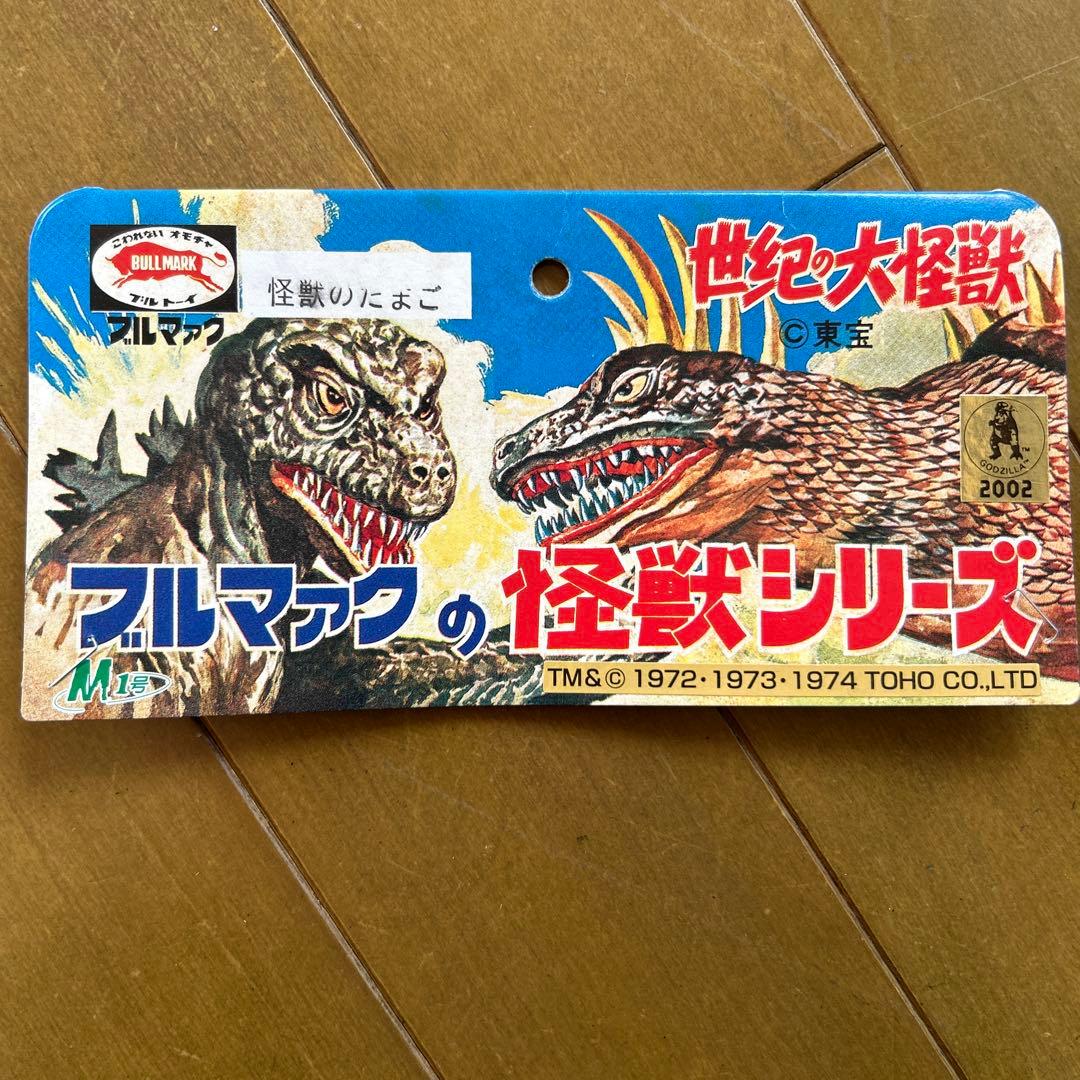 こわれない オモチャ
BULLMARK
ブルトーイ
ブルマァク
怪獣のたまご
世紀の大怪獣
©東宝
GODZILLA™
2002
ブルマァクの怪獣シリーズ
M1号
TM&© 1972・1973・1974 TOHO CO.,LTD